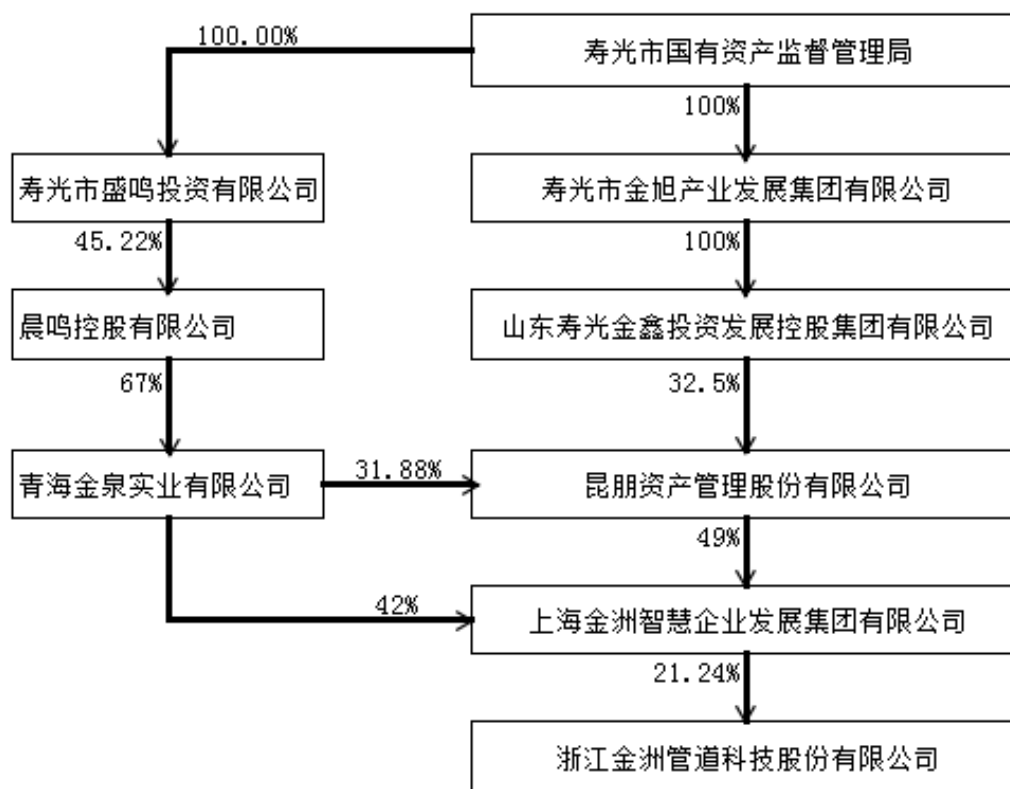 100.00%
寿光市国有资产监督管理局
100%
寿光市盛鸣投资有限公司
寿光市金旭产业发展集团有限公司
45.22%
100%
晨鸣控股有限公司
山东寿光金鑫投资发展控股集团有限公司
67%
32.5%
青海金泉实业有限公司
31.88%
昆朋资产管理股份有限公司
49%
42%
上海金洲智慧企业发展集团有限公司
21.24%
浙江金洲管道科技股份有限公司